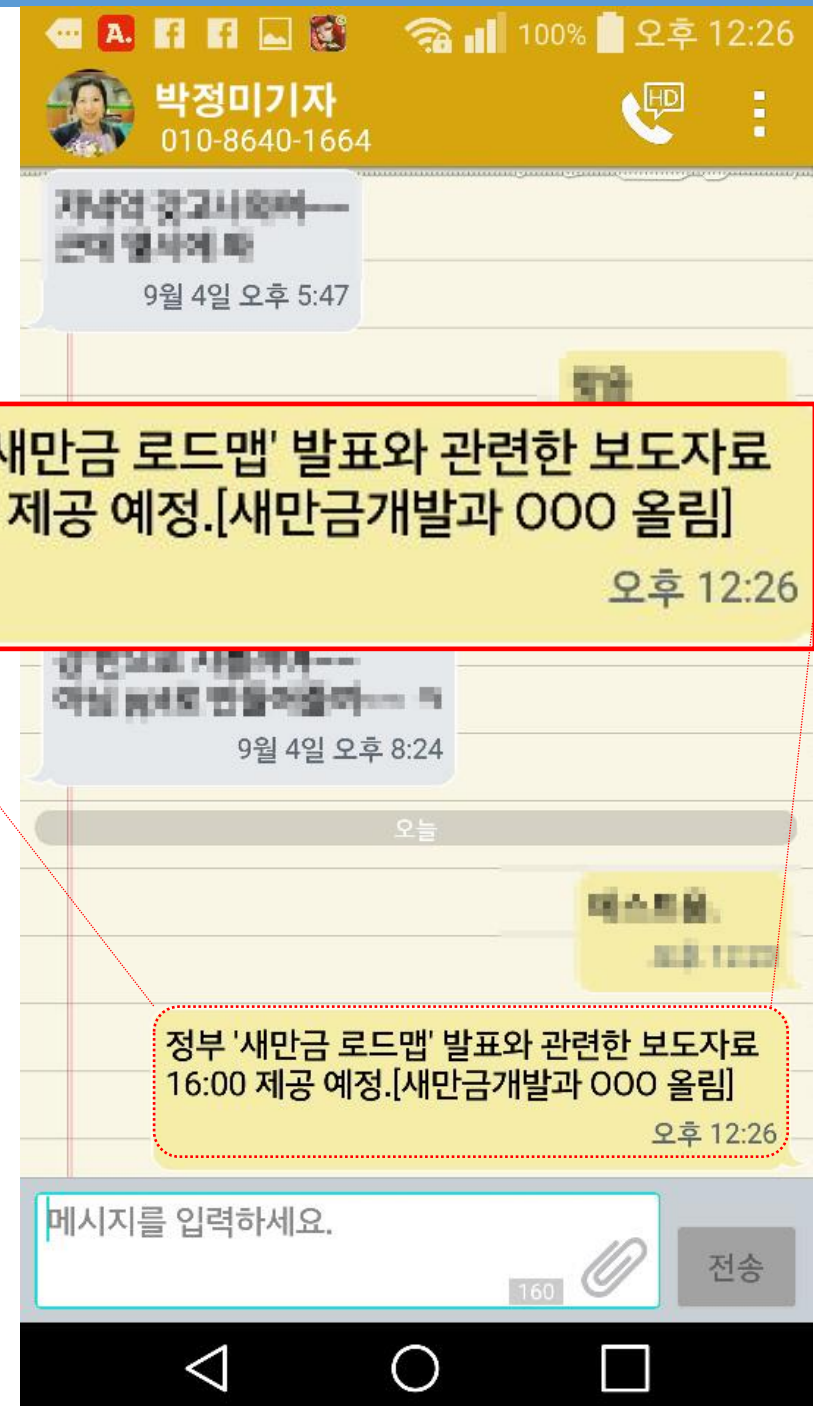 100% 오후 12:26
박정미기자
HD
010-8640-1664
9월 4일 오후 5:47
새만금 로드맵' 발표와 관련한 보도자료
제공 예정.[새만금개발과 OOO 올림]
오후 12:26
9월 4일 오후 8:24
오늘
정부 '새만금 로드맵' 발표와 관련한 보도자료
16:00 제공 예정.[새만금개발과 OOO 올림]
오후 12:26
메시지를 입력하세요.
160
전송